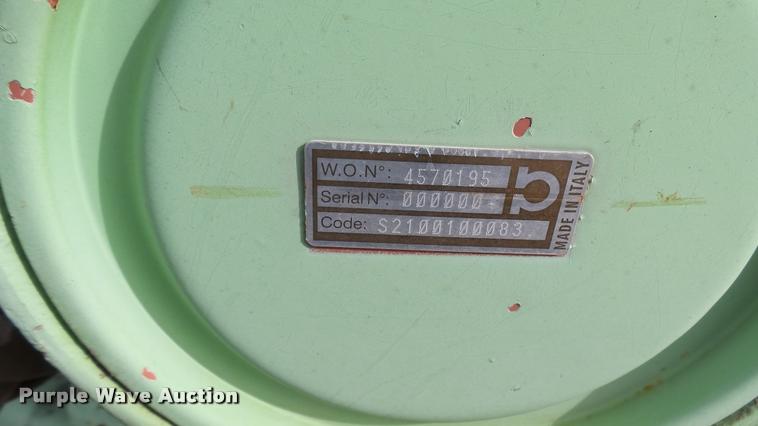 W.O.N°: 4570195
Serial N°: 000000
Code: S2100100083.
MADE IN ITALY
Purple Wave Auction